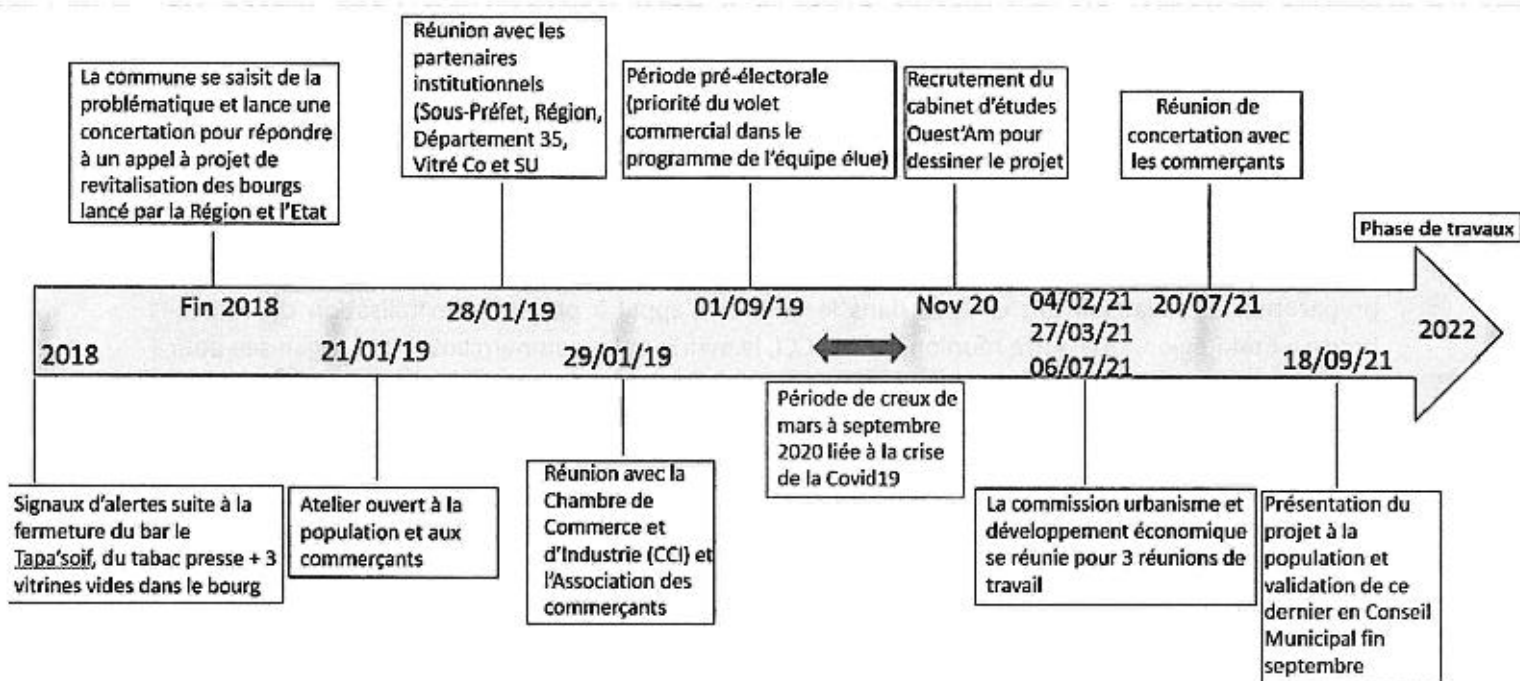 La commune se saisit de la
problématique et lance une
concertation pour répondre
à un appel à projet de
revitalisation des bourgs
lancé par la Région et l'Etat
Réunion avec les
partenaires
institutionnels
(Sous-Préfet, Région,
Département 35,
Vitré Co et SU
Période pré-électorale
(priorité du volet
commercial dans le
programme de l'équipe élue)
Recrutement du
cabinet d'études
Ouest'Am pour
dessiner le projet
Réunion de
concertation avec
les commerçants
Phase de travaux
2018
Fin 2018
21/01/19
28/01/19
29/01/19
01/09/19
Nov 20
04/02/21
27/03/21
06/07/21
20/07/21
18/09/21
2022
Signaux d'alertes suite à la
fermeture du bar le
Tapa'soif, du tabac presse + 3
vitrines vides dans le bourg
Atelier ouvert à la
population et aux
commerçants
Réunion avec la
Chambre de
Commerce et
d'Industrie (CCI) et
l'Association des
commerçants
Période de creux de
mars à septembre
2020 liée à la crise
de la Covid19
La commission urbanisme et
développement économique
se réunie pour 3 réunions de
travail
Présentation du
projet à la
population et
validation de ce
dernier en Conseil
Municipal fin
septembre